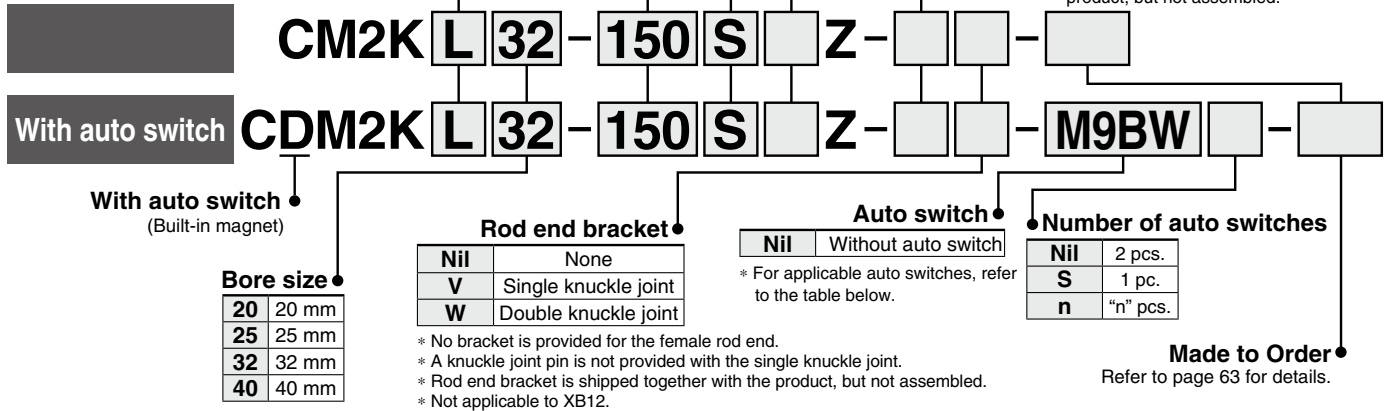 product, but not assembled.
CM2K L 32 - 150 S Z - -
With auto switch CDM2K L 32 - 150 S Z - - M9BW -
With auto switch
(Built-in magnet)
Bore size
20 20 mm
25 25 mm
32 32 mm
40 40 mm
Rod end bracket
Nil None
V Single knuckle joint
W Double knuckle joint
* No bracket is provided for the female rod end.
* A knuckle joint pin is not provided with the single knuckle joint.
* Rod end bracket is shipped together with the product, but not assembled.
* Not applicable to XB12.
Auto switch
Nil Without auto switch
* For applicable auto switches, refer
to the table below.
Number of auto switches
Nil 2 pcs.
S 1 pc.
n “n” pcs.
Made to Order
Refer to page 63 for details.